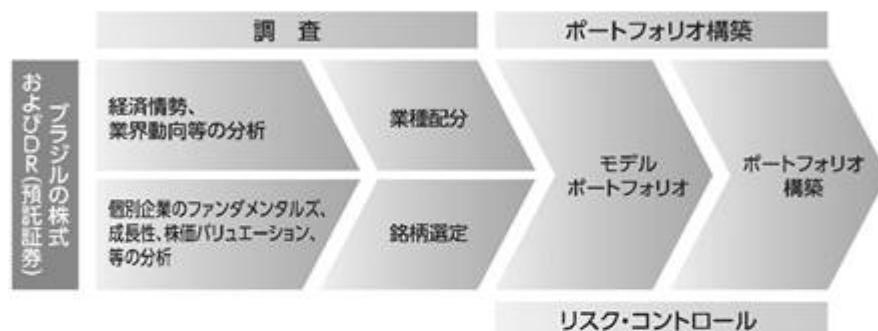 調　査
ポートフォリオ構築
ブラジルの株式
およびDR(預託証券)
経済情勢、
業界動向等の分析
業種配分
個別企業のファンダメンタルズ、
成長性、株価バリュエーション、
等の分析
銘柄選定
モデル
ポートフォリオ
ポートフォリオ
構築
リスク・コントロール